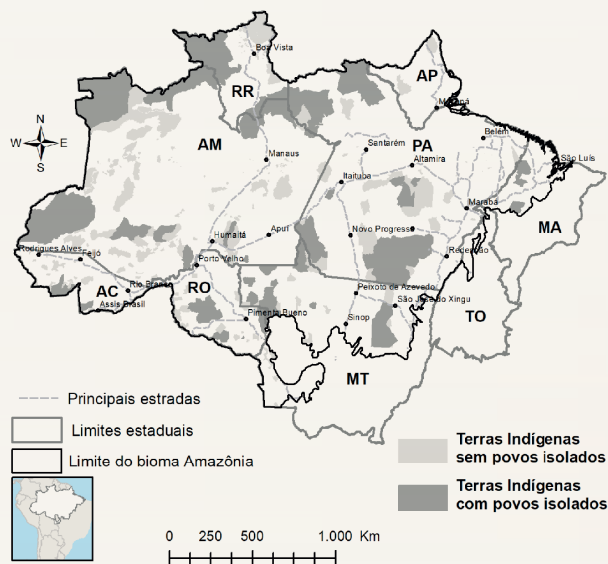 Boa Vista
RR
AP
Macapá
N
W E
S
AM
Manaus
Santarém
PA
Belém
Altamira
São Luís
Itaituba
Marabá
MA
Humaitá
Apuí
Novo Progresso
Redenção
Rodrigues Alves
Feijó
Porto Velho
AC
Rio Branco
Assis Brasil
RO
Peixoto de Azevedo
São José do Xingu
TO
Pimenta Bueno
Sinop
MT
Principais estradas
Limites estaduais
Limite do bioma Amazônia
Terras Indígenas
sem povos isolados
Terras Indígenas
com povos isolados
0 250 500 1.000 Km